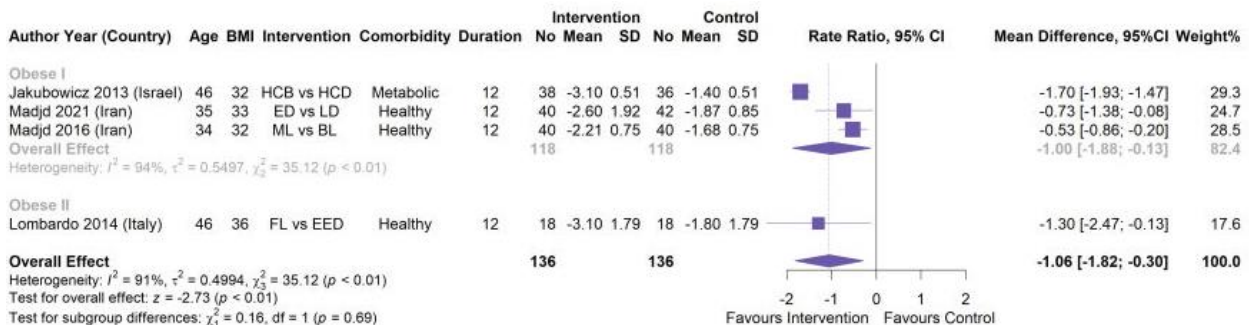 Intervention Control
Author Year (Country) Age BMI Intervention Comorbidity Duration No Mean SD No Mean SD Rate Ratio, 95% CI Mean Difference, 95%CI Weight%
Obese I
Jakubowicz 2013 (Israel) 46 32 HCB vs HCD Metabolic 12 38 -3.10 0.51 36 -1.40 0.51 -1.70 [-1.93; -1.47] 29.3
Madjd 2021 (Iran) 35 33 ED vs LD Healthy 12 40 -2.60 1.92 42 -1.87 0.85 -0.73 [-1.38; -0.08] 24.7
Madjd 2016 (Iran) 34 32 ML vs BL Healthy 12 40 -2.21 0.75 40 -1.68 0.75 -0.53 [-0.86; -0.20] 28.5
Overall Effect 118 118 -1.00 [-1.88; -0.13] 82.4
Heterogeneity: I² = 94%, τ² = 0.5497, χ²₂ = 35.12 (p < 0.01)
Obese II
Lombardo 2014 (Italy) 46 36 FL vs EED Healthy 12 18 -3.10 1.79 18 -1.80 1.79 -1.30 [-2.47; -0.13] 17.6
Overall Effect 136 136 -1.06 [-1.82; -0.30] 100.0
Heterogeneity: I² = 91%, τ² = 0.4994, χ²₃ = 35.12 (p < 0.01)
Test for overall effect: z = -2.73 (p < 0.01)
-2 -1 0 1 2
Test for subgroup differences: χ²₁ = 0.16, df = 1 (p = 0.69) Favours Intervention Favours Control